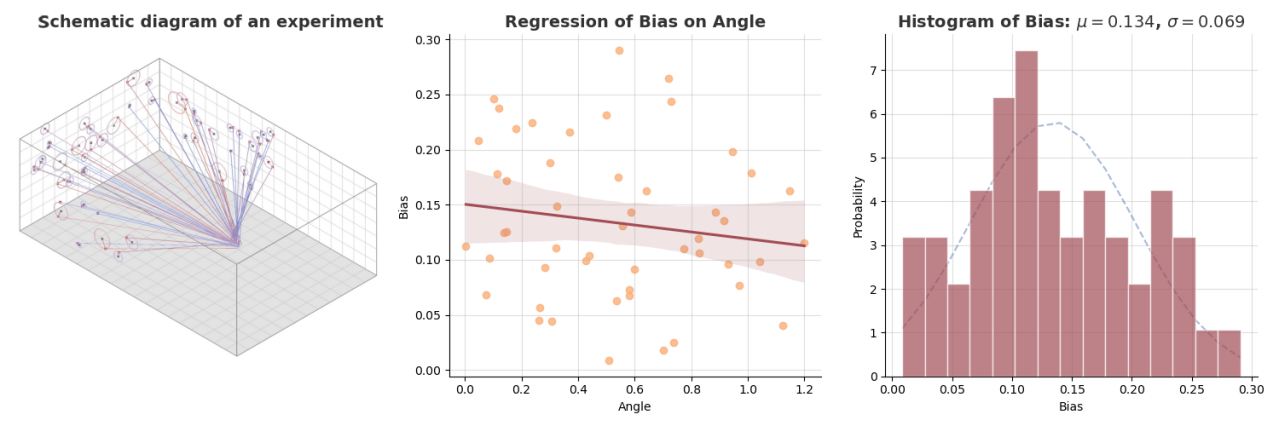 Schematic diagram of an experiment
Regression of Bias on Angle
0.30
0.25
0.20
0.15
0.10
0.05
0.00
Bias
0.0 0.2 0.4 0.6 0.8 1.0 1.2
Angle
Histogram of Bias: μ = 0.134, σ = 0.069
7
6
5
4
3
2
1
0
Probability
0.00 0.05 0.10 0.15 0.20 0.25 0.30
Bias